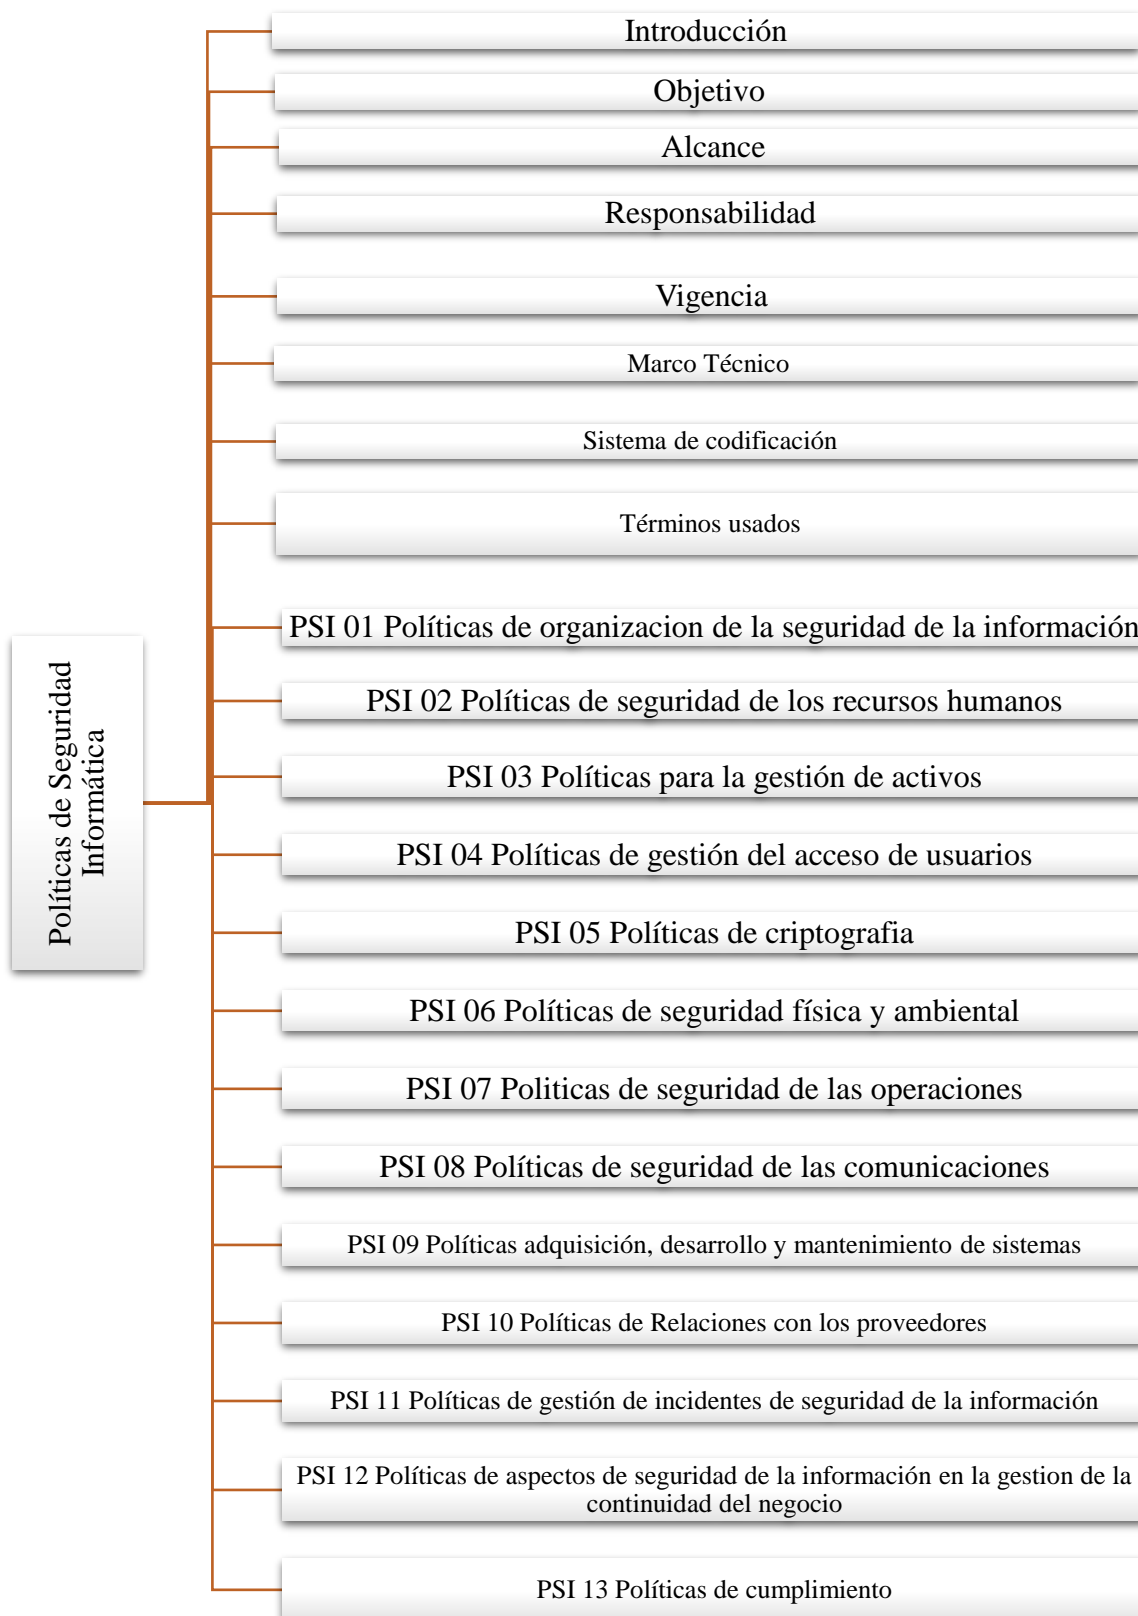 Introducción
Objetivo
Alcance
Responsabilidad
Vigencia
Marco Técnico
Sistema de codificación
Términos usados
Políticas de Seguridad
Informática
PSI 01 Políticas de organizacion de la seguridad de la información
PSI 02 Políticas de seguridad de los recursos humanos
PSI 03 Políticas para la gestión de activos
PSI 04 Políticas de gestión del acceso de usuarios
PSI 05 Políticas de criptografia
PSI 06 Políticas de seguridad física y ambiental
PSI 07 Politicas de seguridad de las operaciones
PSI 08 Políticas de seguridad de las comunicaciones
PSI 09 Políticas adquisición, desarrollo y mantenimiento de sistemas
PSI 10 Políticas de Relaciones con los proveedores
PSI 11 Políticas de gestión de incidentes de seguridad de la información
PSI 12 Políticas de aspectos de seguridad de la información en la gestion de la
continuidad del negocio
PSI 13 Políticas de cumplimiento